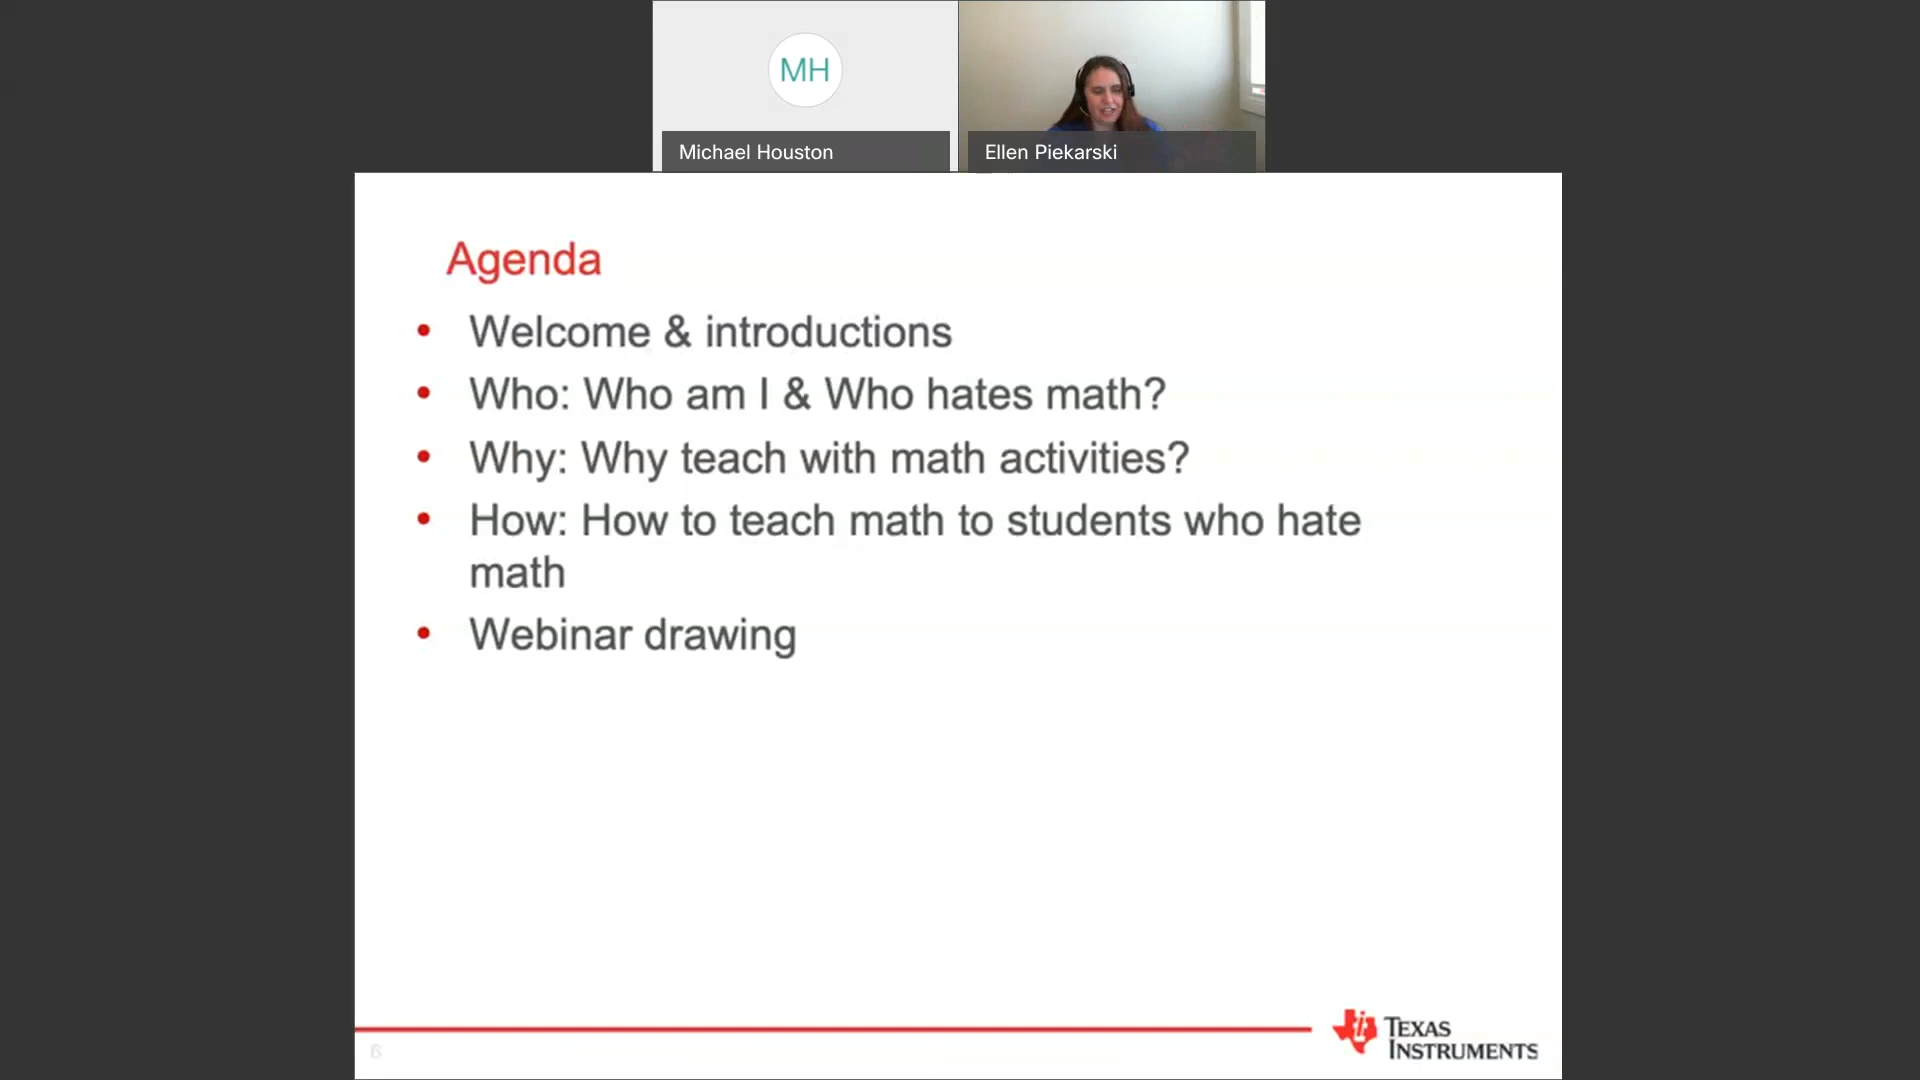 MH
Michael Houston
Ellen Piekarski
Agenda
• Welcome & introductions
• Who: Who am I & Who hates math?
• Why: Why teach with math activities?
• How: How to teach math to students who hate
math
• Webinar drawing
6
TEXAS
INSTRUMENTS